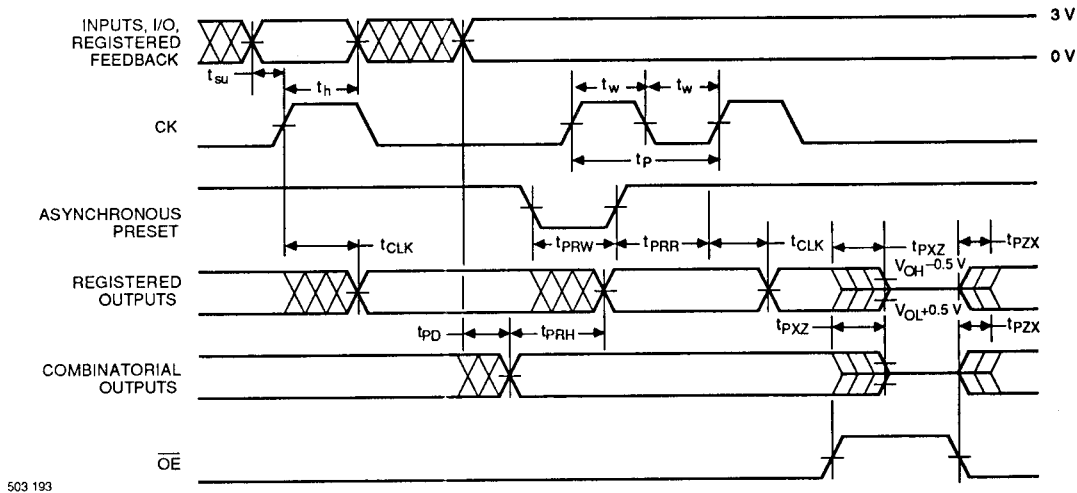 INPUTS, I/O,
REGISTERED
FEEDBACK
3 V
0 V
tsu
th
tw
tw
CK
tP
ASYNCHRONOUS
PRESET
tCLK
tPRW
tPRR
tCLK
tPXZ
tPZX
REGISTERED
OUTPUTS
VOH−0.5 V
VOL+0.5 V
tPD
tPRH
tPXZ
tPZX
COMBINATORIAL
OUTPUTS
O̅E̅
503 193